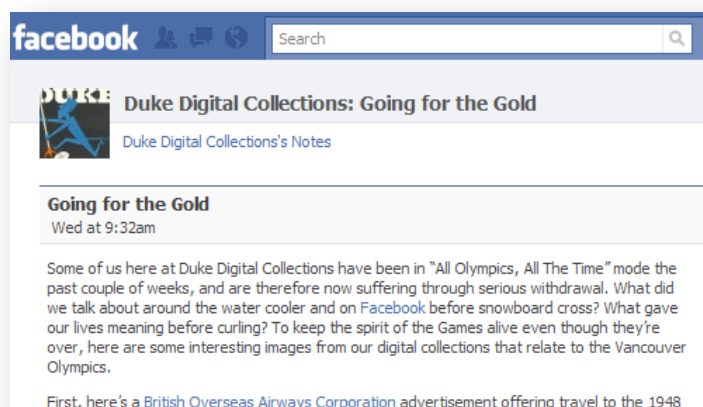 facebook
Search
DUKE
Duke Digital Collections: Going for the Gold
Duke Digital Collections's Notes
Going for the Gold
Wed at 9:32am
Some of us here at Duke Digital Collections have been in “All Olympics, All The Time” mode the
past couple of weeks, and are therefore now suffering through serious withdrawal. What did
we talk about around the water cooler and on Facebook before snowboard cross? What gave
our lives meaning before curling? To keep the spirit of the Games alive even though they’re
over, here are some interesting images from our digital collections that relate to the Vancouver
Olympics.
First, here’s a British Overseas Airways Corporation advertisement offering travel to the 1948